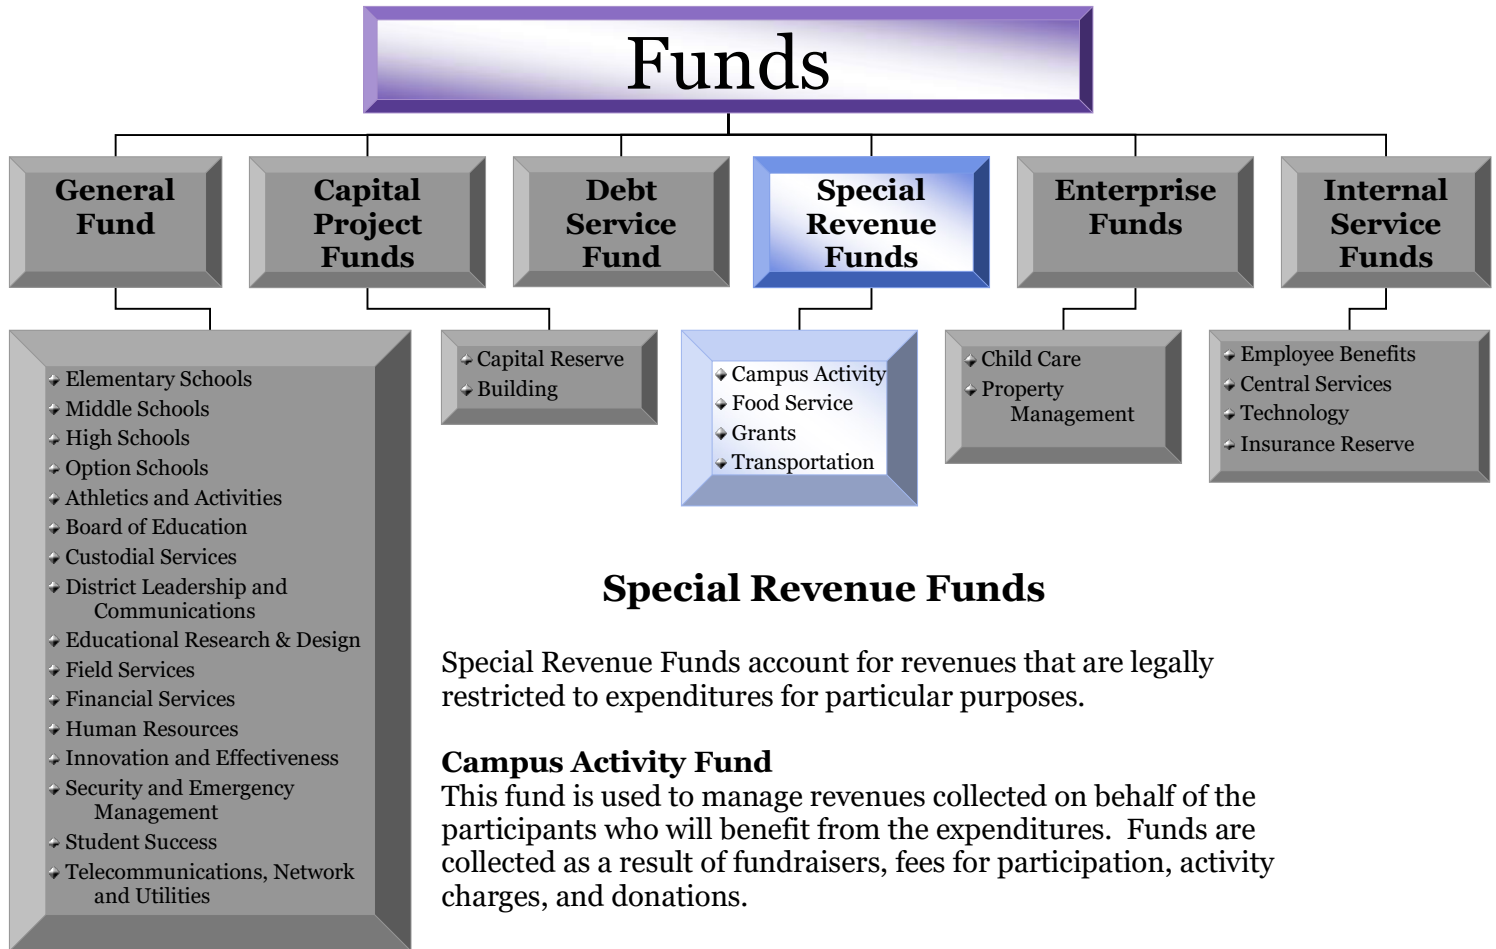 Funds
General
Fund
Capital
Project
Funds
Debt
Service
Fund
Special
Revenue
Funds
Enterprise
Funds
Internal
Service
Funds
Elementary Schools
Middle Schools
High Schools
Option Schools
Athletics and Activities
Board of Education
Custodial Services
District Leadership and
Communications
Educational Research & Design
Field Services
Financial Services
Human Resources
Innovation and Effectiveness
Security and Emergency
Management
Student Success
Telecommunications, Network
and Utilities
Capital Reserve
Building
Campus Activity
Food Service
Grants
Transportation
Child Care
Property
Management
Employee Benefits
Central Services
Technology
Insurance Reserve
Special Revenue Funds
Special Revenue Funds account for revenues that are legally
restricted to expenditures for particular purposes.
Campus Activity Fund
This fund is used to manage revenues collected on behalf of the
participants who will benefit from the expenditures.  Funds are
collected as a result of fundraisers, fees for participation, activity
charges, and donations.